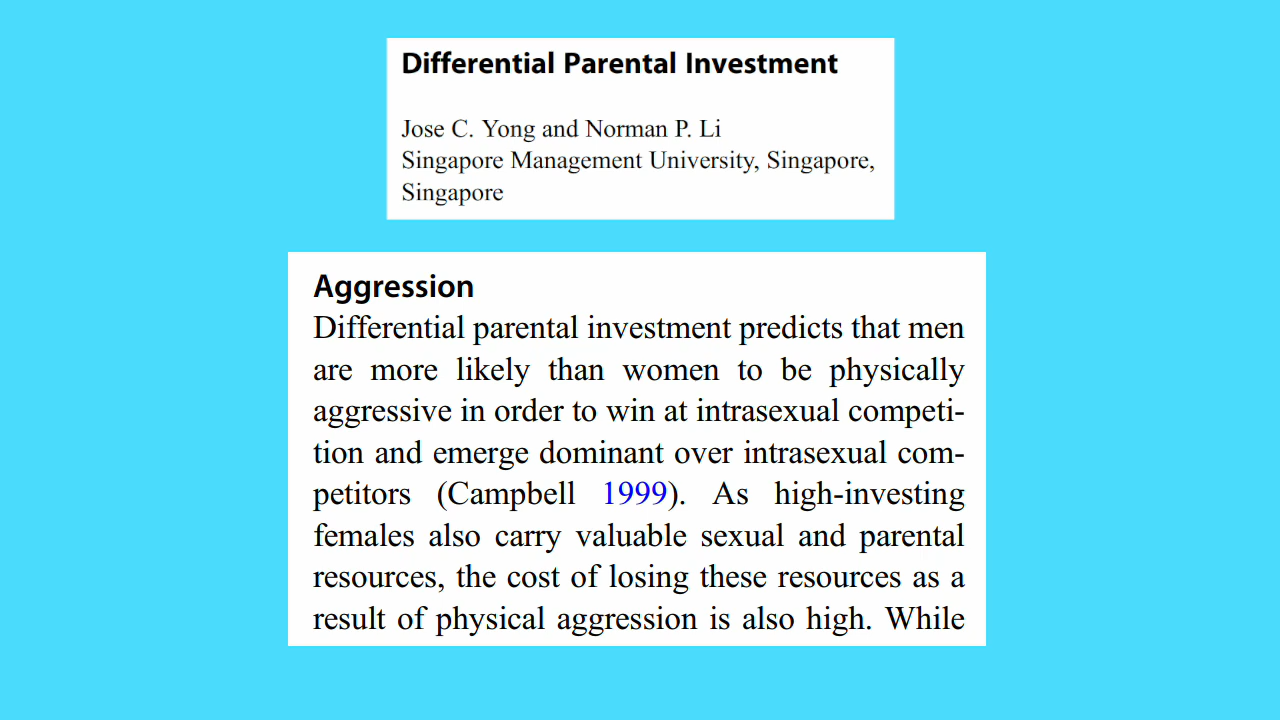 Differential Parental Investment
Jose C. Yong and Norman P. Li
Singapore Management University, Singapore,
Singapore
Aggression
Differential parental investment predicts that men
are more likely than women to be physically
aggressive in order to win at intrasexual competi-
tion and emerge dominant over intrasexual com-
petitors (Campbell 1999). As high-investing
females also carry valuable sexual and parental
resources, the cost of losing these resources as a
result of physical aggression is also high. While